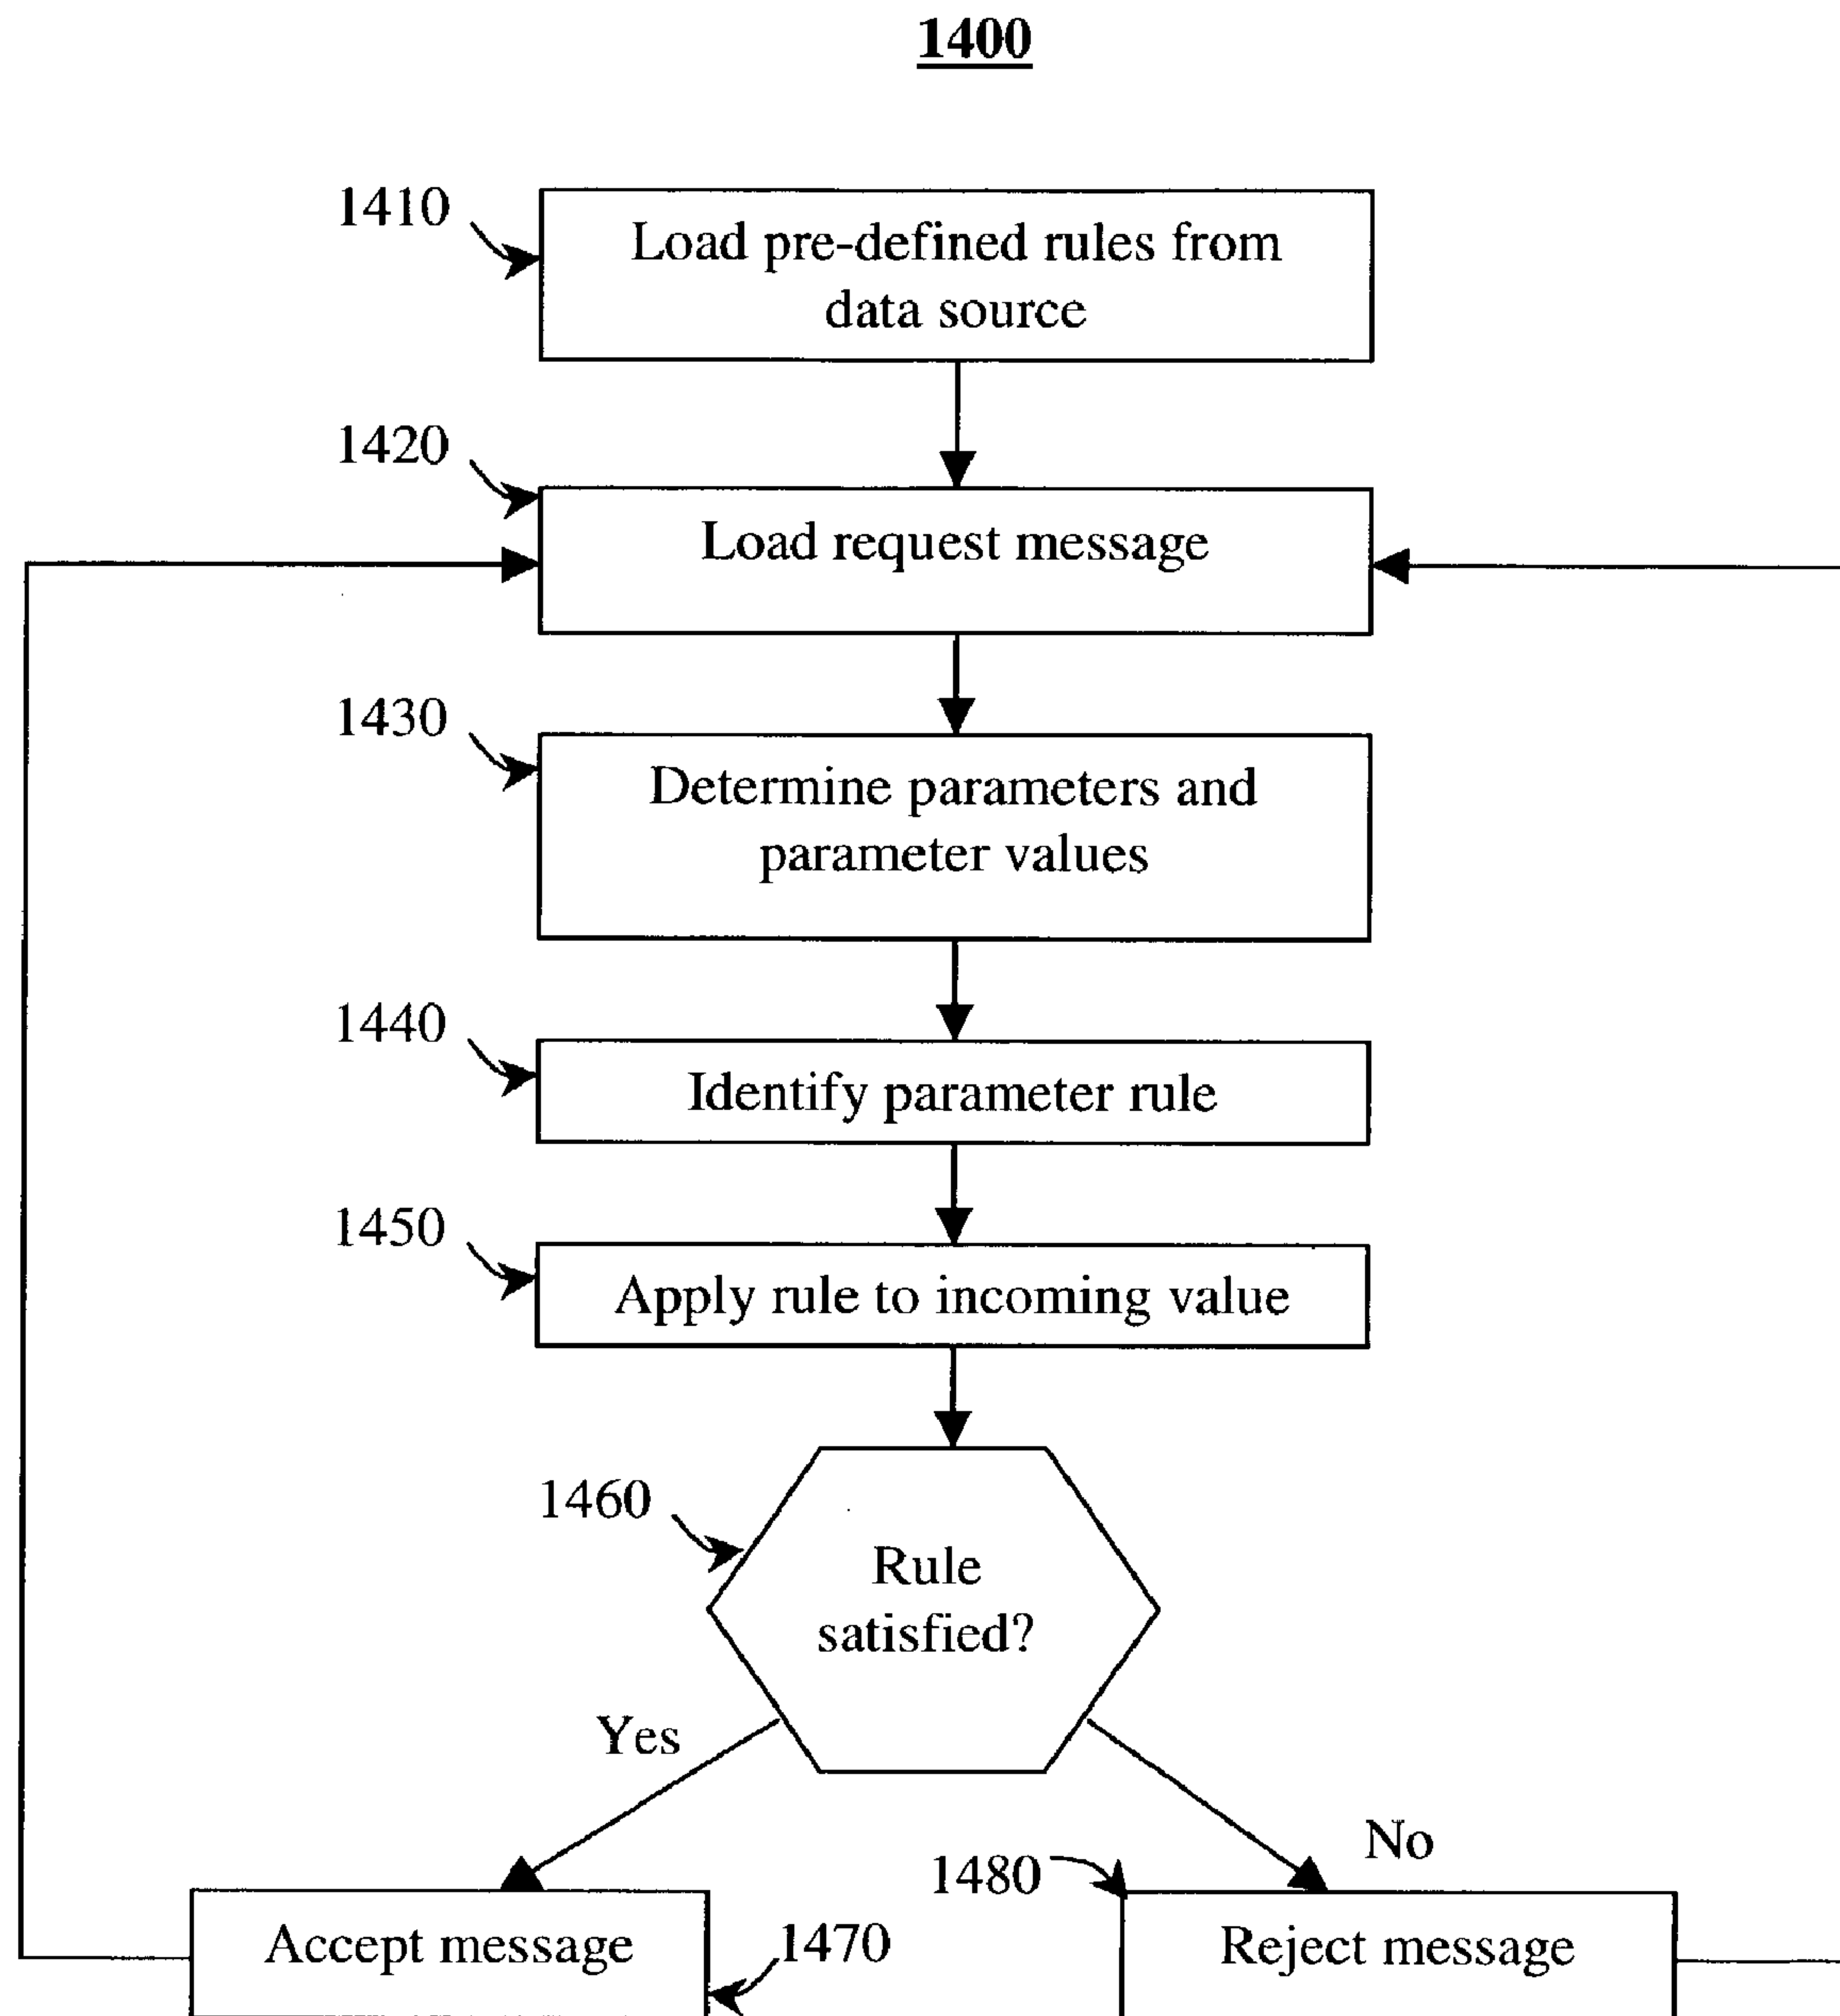 1400
1410
Load pre-defined rules from
data source
1420
Load request message
1430
Determine parameters and
parameter values
1440
Identify parameter rule
1450
Apply rule to incoming value
1460
Rule
satisfied?
Yes
No
1480
Accept message
1470
Reject message